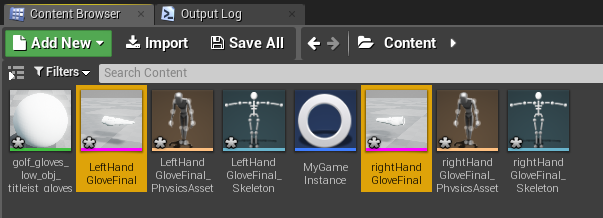 Content Browser
Output Log
Add New
Import
Save All
Content
Filters
Search Content
golf_gloves_
low_obj_
titleist_gloves
LeftHand
GloveFinal
LeftHand
GloveFinal_
PhysicsAsset
LeftHand
GloveFinal_
Skeleton
MyGame
Instance
rightHand
GloveFinal
rightHand
GloveFinal_
PhysicsAsset
rightHand
GloveFinal_
Skeleton